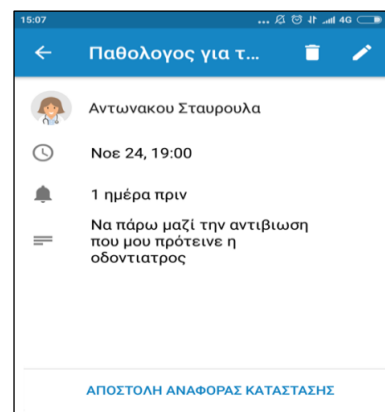 15:07 ... 4G
Παθολογος για τ...
Αντωνακου Σταυρουλα
Νοε 24, 19:00
1 ημέρα πριν
Να πάρω μαζί την αντιβιωση
που μου πρότεινε η
οδοντιατρος
ΑΠΟΣΤΟΛΗ ΑΝΑΦΟΡΑΣ ΚΑΤΑΣΤΑΣΗΣ